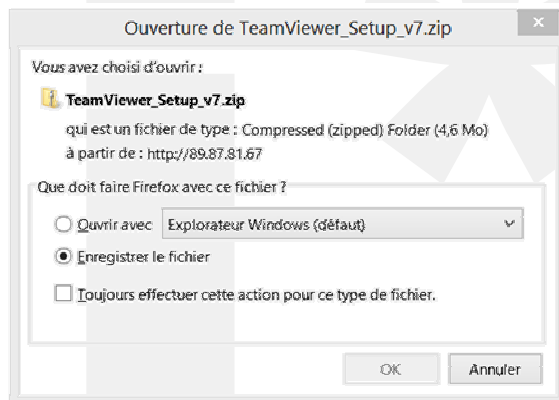 Ouverture de TeamViewer_Setup_v7.zip
Vous avez choisi d'ouvrir :
TeamViewer_Setup_v7.zip
qui est un fichier de type : Compressed (zipped) Folder (4,6 Mo)
à partir de : http://89.87.81.67
Que doit faire Firefox avec ce fichier ?
Ouvrir avec Explorateur Windows (défaut)
Enregistrer le fichier
Toujours effectuer cette action pour ce type de fichier.
OK Annuler